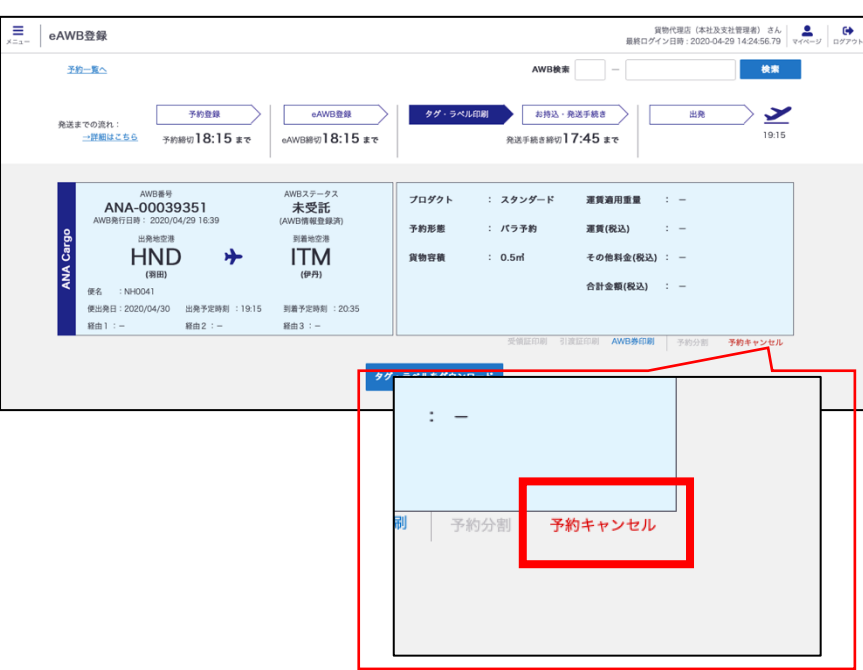 メニュー
eAWB登録
貨物代理店（本社及支社管理者） さん
最終ログイン日時 : 2020-04-29 14:24:56.79
マイページ
ログアウト
予約一覧へ
AWB検索
－
検索
発送までの流れ：
→詳細はこちら
予約登録
eAWB登録
タグ・ラベル印刷
お持込・発送手続き
出発
予約締切18:15 まで
eAWB締切18:15 まで
発送手続き締切17:45 まで
19:15
ANA Cargo
AWB番号
ANA-00039351
AWB発行日時 : 2020/04/29 16:39
AWBステータス
未受託
(AWB情報登録済)
出発地空港
HND
(羽田)
到着地空港
ITM
(伊丹)
便名 ：NH0041
便出発日：2020/04/30 出発予定時刻 ：19:15 到着予定時刻 ：20:35
経由1 ：－ 経由2 ：－ 経由3 ：－
プロダクト ： スタンダード
予約形態 ： バラ予約
貨物容積 ： 0.5㎥
運賃適用重量 ： －
運賃(税込) ： －
その他料金(税込) ： －
合計金額(税込) ： －
受領証印刷 引渡証印刷 AWB券印刷 予約分割 予約キャンセル
： －
刷 予約分割 予約キャンセル